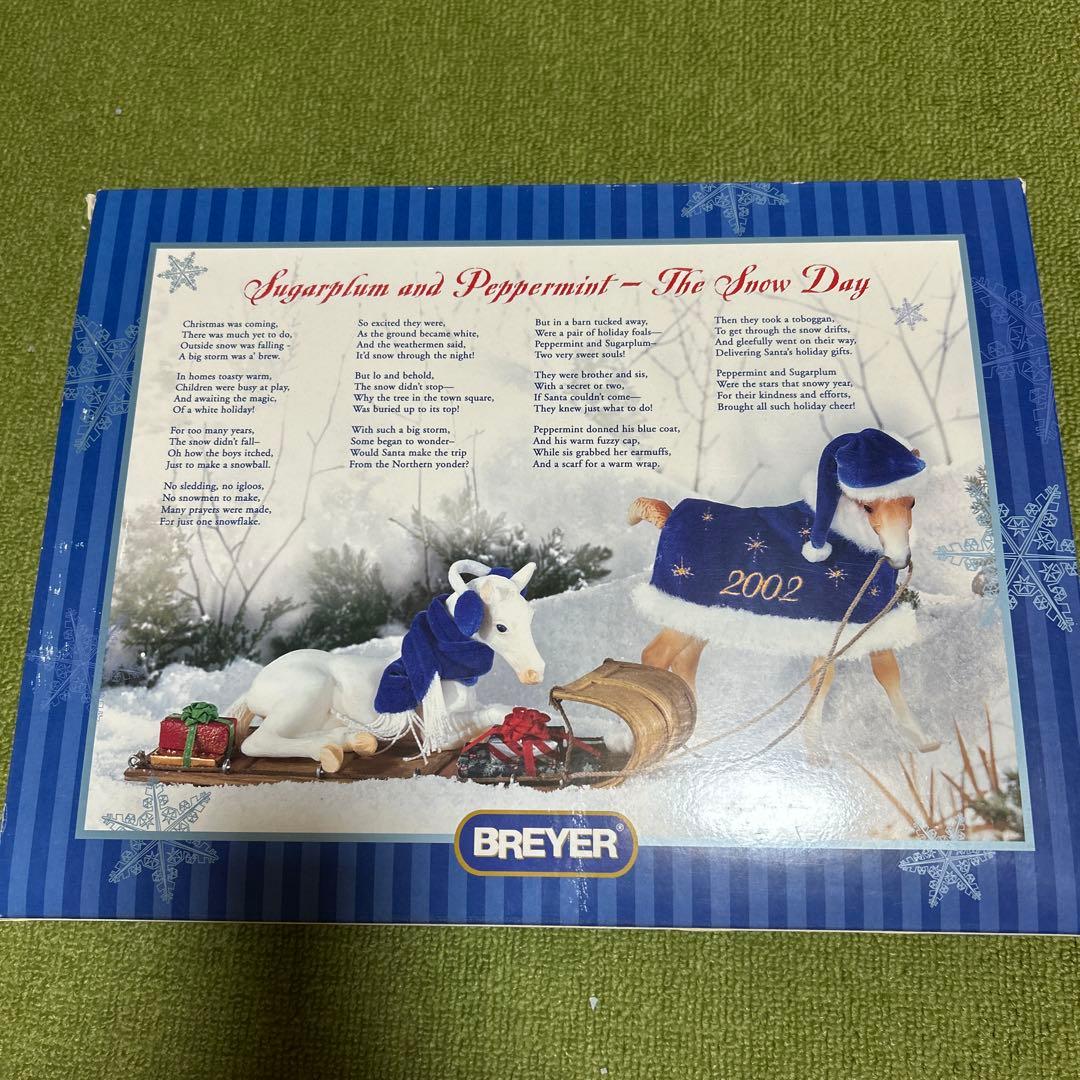 Sugarplum and Peppermint – The Snow Day
Christmas was coming,
There was much yet to do,
Outside snow was falling -
A big storm was a' brew.
In homes toasty warm,
Children were busy at play,
And awaiting the magic,
Of a white holiday!
For too many years,
The snow didn't fall–
Oh how the boys itched,
Just to make a snowball.
No sledding, no igloos,
No snowmen to make,
Many prayers were made,
For just one snowflake.
So excited they were,
As the ground became white,
And the weathermen said,
It'd snow through the night!
But lo and behold,
The snow didn't stop—
Why the tree in the town square,
Was buried up to its top!
With such a big storm,
Some began to wonder–
Would Santa make the trip
From the Northern yonder?
But in a barn tucked away,
Were a pair of holiday foals—
Peppermint and Sugarplum–
Two very sweet souls!
They were brother and sis,
With a secret or two,
If Santa couldn't come—
They knew just what to do!
Peppermint donned his blue coat,
And his warm fuzzy cap,
While sis grabbed her earmuffs,
And a scarf for a warm wrap.
Then they took a toboggan,
To get through the snow drifts,
And gleefully went on their way,
Delivering Santa's holiday gifts.
Peppermint and Sugarplum
Were the stars that snowy year,
For their kindness and efforts,
Brought all such holiday cheer!
2002
BREYER®